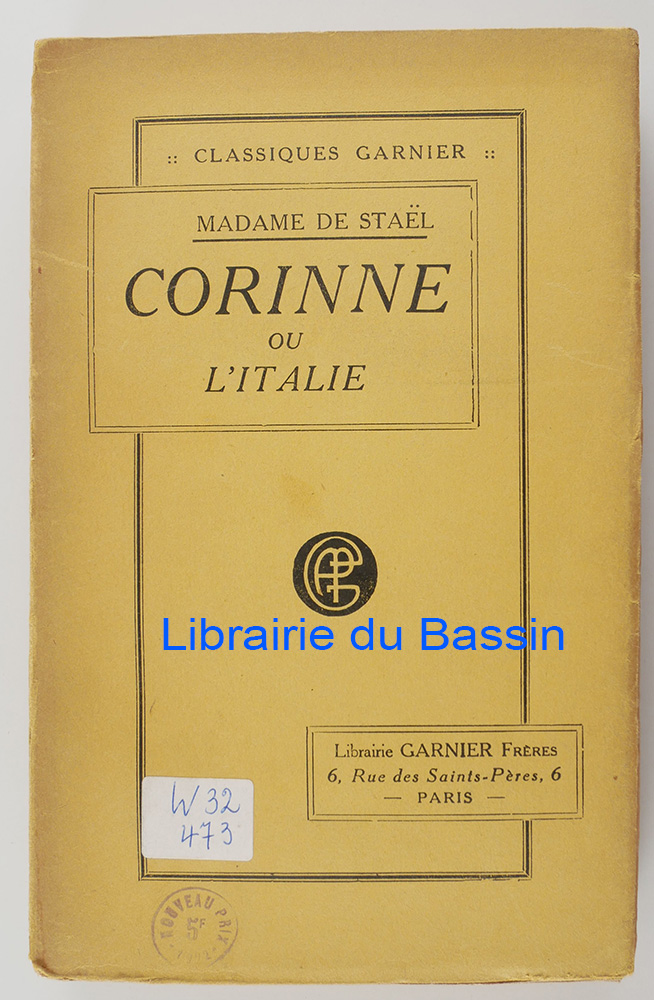 :: CLASSIQUES GARNIER ::
MADAME DE STAËL
CORINNE
OU
L'ITALIE
Librairie du Bassin
Librairie GARNIER FRÈRES
6, Rue des Saints-Pères, 6
— PARIS —
W 32
473
NOUVEAU PRIX
5F